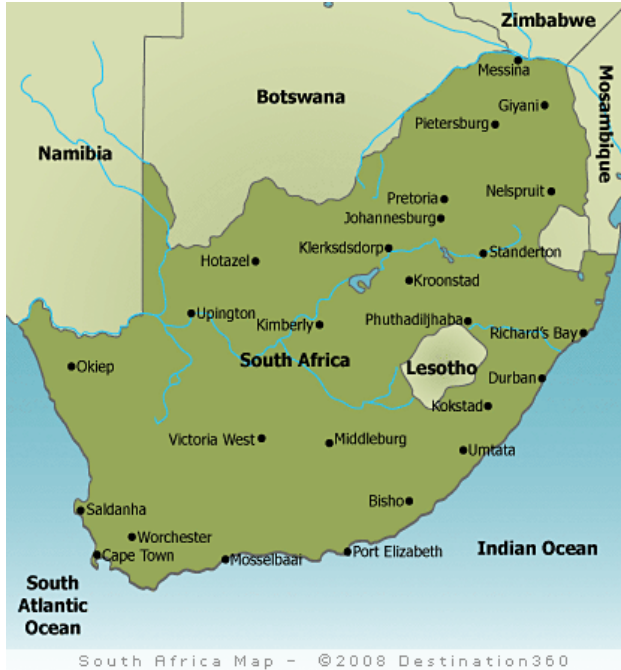 Zimbabwe
Messina
Mosambique
Botswana
Giyani
Pietersburg
Namibia
Pretoria
Nelspruit
Johannesburg
Klerksdsdorp
Standerton
Hotazel
Kroonstad
Upington
Kimberly
Phuthadiljhaba
Richard's Bay
South Africa
Okiep
Lesotho
Durban
Kokstad
Victoria West
Middleburg
Umtata
Bisho
Saldanha
Worchester
Cape Town
Mosselbaai
Port Elizabeth
Indian Ocean
South
Atlantic
Ocean
South Africa Map - ©2008 Destination360